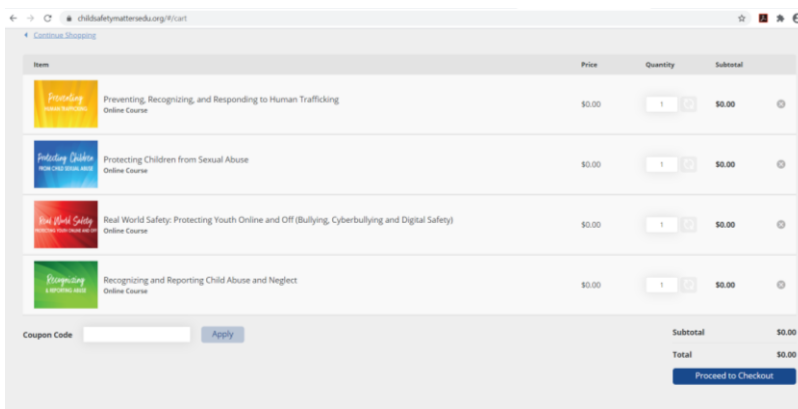 childsafetymattersedu.org/#/cart
Continue Shopping
Item Price Quantity Subtotal
Preventing
HUMAN TRAFFICKING
Preventing, Recognizing, and Responding to Human Trafficking
Online Course
$0.00 1 $0.00
Protecting Children
FROM CHILD SEXUAL ABUSE
Protecting Children from Sexual Abuse
Online Course
$0.00 1 $0.00
Real World Safety
PROTECTING YOUTH ONLINE AND OFF
Real World Safety: Protecting Youth Online and Off (Bullying, Cyberbullying and Digital Safety)
Online Course
$0.00 1 $0.00
Recognizing
& REPORTING ABUSE
Recognizing and Reporting Child Abuse and Neglect
Online Course
$0.00 1 $0.00
Coupon Code Apply
Subtotal $0.00
Total $0.00
Proceed to Checkout